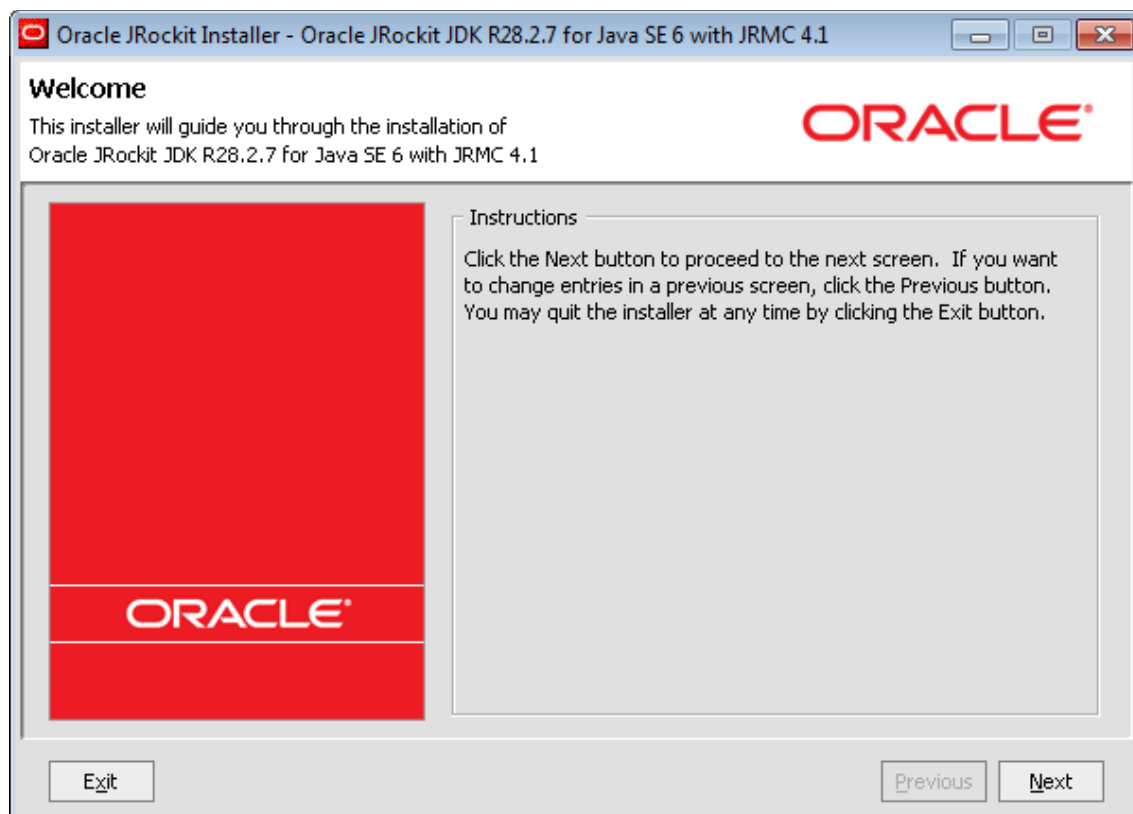 Oracle JRockit Installer - Oracle JRockit JDK R28.2.7 for Java SE 6 with JRMC 4.1
Welcome
This installer will guide you through the installation of
Oracle JRockit JDK R28.2.7 for Java SE 6 with JRMC 4.1
ORACLE
Instructions
Click the Next button to proceed to the next screen.  If you want
to change entries in a previous screen, click the Previous button.
You may quit the installer at any time by clicking the Exit button.
ORACLE
Exit
Previous
Next